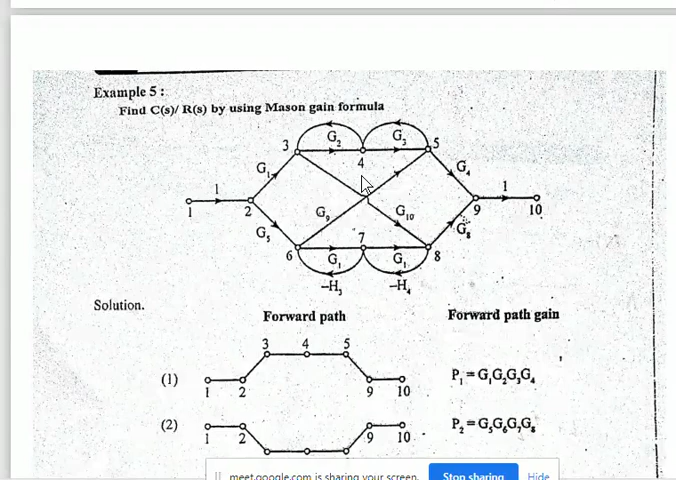 Example 5 :
Find C(s)/ R(s) by using Mason gain formula
G₂ G₃
3 5
4
G₁ G₄
1 1
1 2 9 10
G₉ G₁₀
G₅ G₈
7
6 8
G₁ G₁
–H₃ –H₄
Solution.
Forward path Forward path gain
3 4 5
(1) P₁ = G₁G₂G₃G₄
1 2 9 10
(2) P₂ = G₅G₆G₇G₈
1 2 9 10
meet.google.com is sharing your screen. Stop sharing Hide